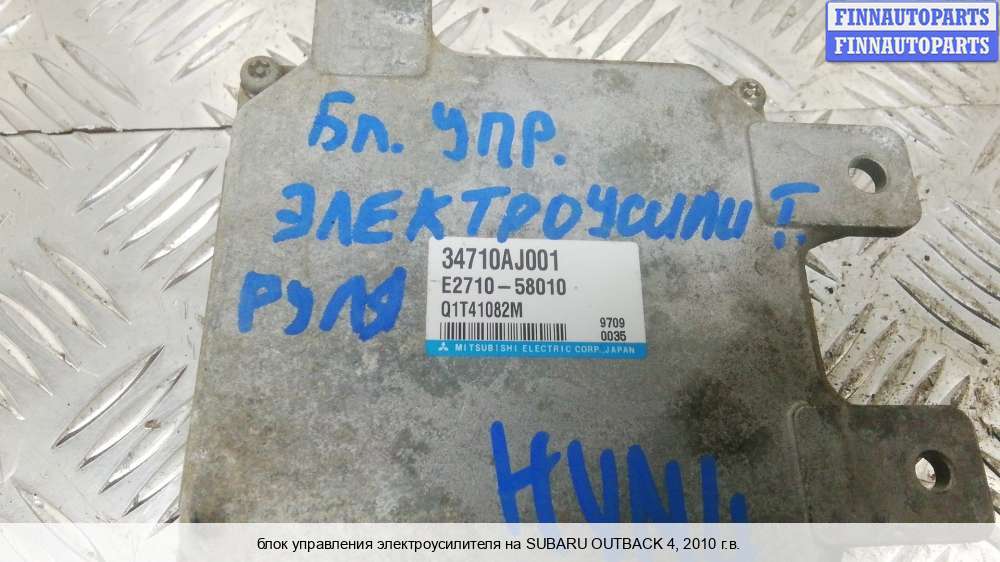 FINNAUTOPARTS
FINNAUTOPARTS
Бл. УПР.
ЭЛЕКТРОУСИЛИТ.
РУЛЯ
34710AJ001
E2710-58010
Q1T41082M
9709
0035
MITSUBISHI ELECTRIC CORP., JAPAN
блок управления электроусилителя на SUBARU OUTBACK 4, 2010 г.в.